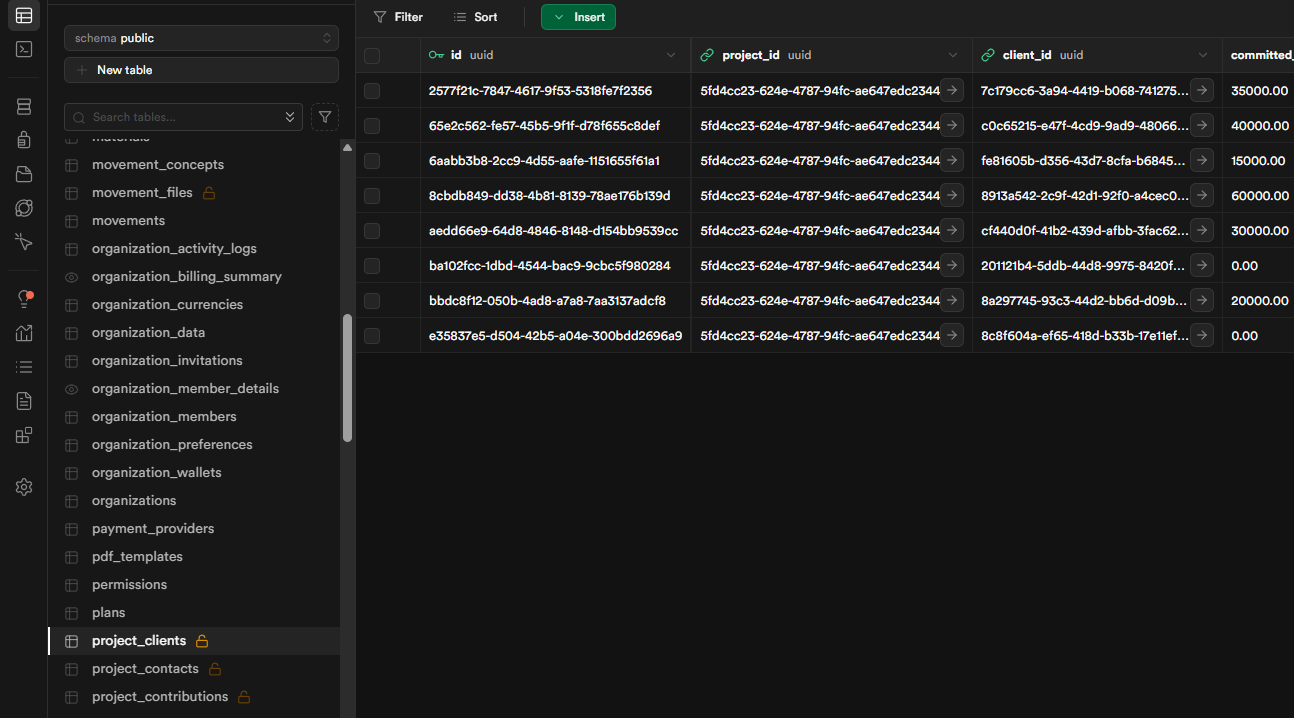 schema public
New table
Search tables...
materials
movement_concepts
movement_files
movements
organization_activity_logs
organization_billing_summary
organization_currencies
organization_data
organization_invitations
organization_member_details
organization_members
organization_preferences
organization_wallets
organizations
payment_providers
pdf_templates
permissions
plans
project_clients
project_contacts
project_contributions
Filter Sort Insert
id uuid project_id uuid client_id uuid committed_
2577f21c-7847-4617-9f53-5318fe7f2356 5fd4cc23-624e-4787-94fc-ae647edc2344 7c179cc6-3a94-4419-b068-741275... 35000.00
65e2c562-fe57-45b5-9f1f-d78f655c8def 5fd4cc23-624e-4787-94fc-ae647edc2344 c0c65215-e47f-4cd9-9ad9-48066... 40000.00
6aabb3b8-2cc9-4d55-aafe-1151655f61a1 5fd4cc23-624e-4787-94fc-ae647edc2344 fe81605b-d356-43d7-8cfa-b6845... 15000.00
8cbdb849-dd38-4b81-8139-78ae176b139d 5fd4cc23-624e-4787-94fc-ae647edc2344 8913a542-2c9f-42d1-92f0-a4cec0... 60000.00
aedd66e9-64d8-4846-8148-d154bb9539cc 5fd4cc23-624e-4787-94fc-ae647edc2344 cf440d0f-41b2-439d-afbb-3fac62... 30000.00
ba102fcc-1dbd-4544-bac9-9cbc5f980284 5fd4cc23-624e-4787-94fc-ae647edc2344 201121b4-5ddb-44d8-9975-8420f... 0.00
bbdc8f12-050b-4ad8-a7a8-7aa3137adcf8 5fd4cc23-624e-4787-94fc-ae647edc2344 8a297745-93c3-44d2-bb6d-d09b... 20000.00
e35837e5-d504-42b5-a04e-300bdd2696a9 5fd4cc23-624e-4787-94fc-ae647edc2344 8c8f604a-ef65-418d-b33b-17e11ef... 0.00